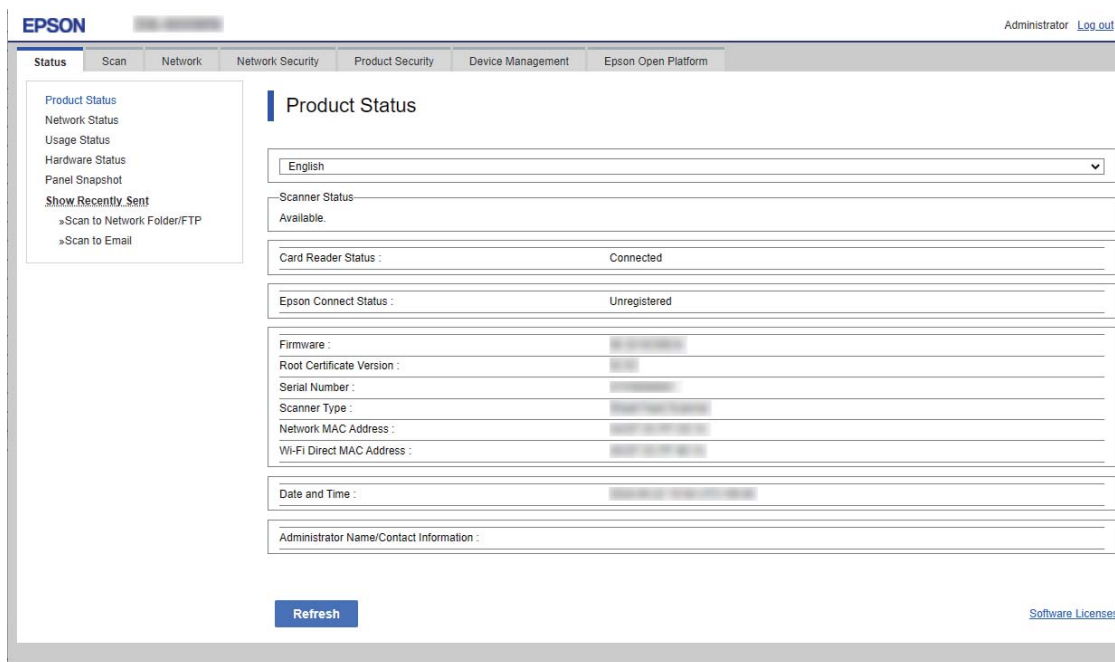 EPSON
Administrator Log out
Status Scan Network Network Security Product Security Device Management Epson Open Platform
Product Status
Network Status
Usage Status
Hardware Status
Panel Snapshot
Show Recently Sent
»Scan to Network Folder/FTP
»Scan to Email
Product Status
English
Scanner Status
Available.
Card Reader Status : Connected
Epson Connect Status : Unregistered
Firmware :
Root Certificate Version :
Serial Number :
Scanner Type :
Network MAC Address :
Wi-Fi Direct MAC Address :
Date and Time :
Administrator Name/Contact Information :
Refresh
Software Licenses